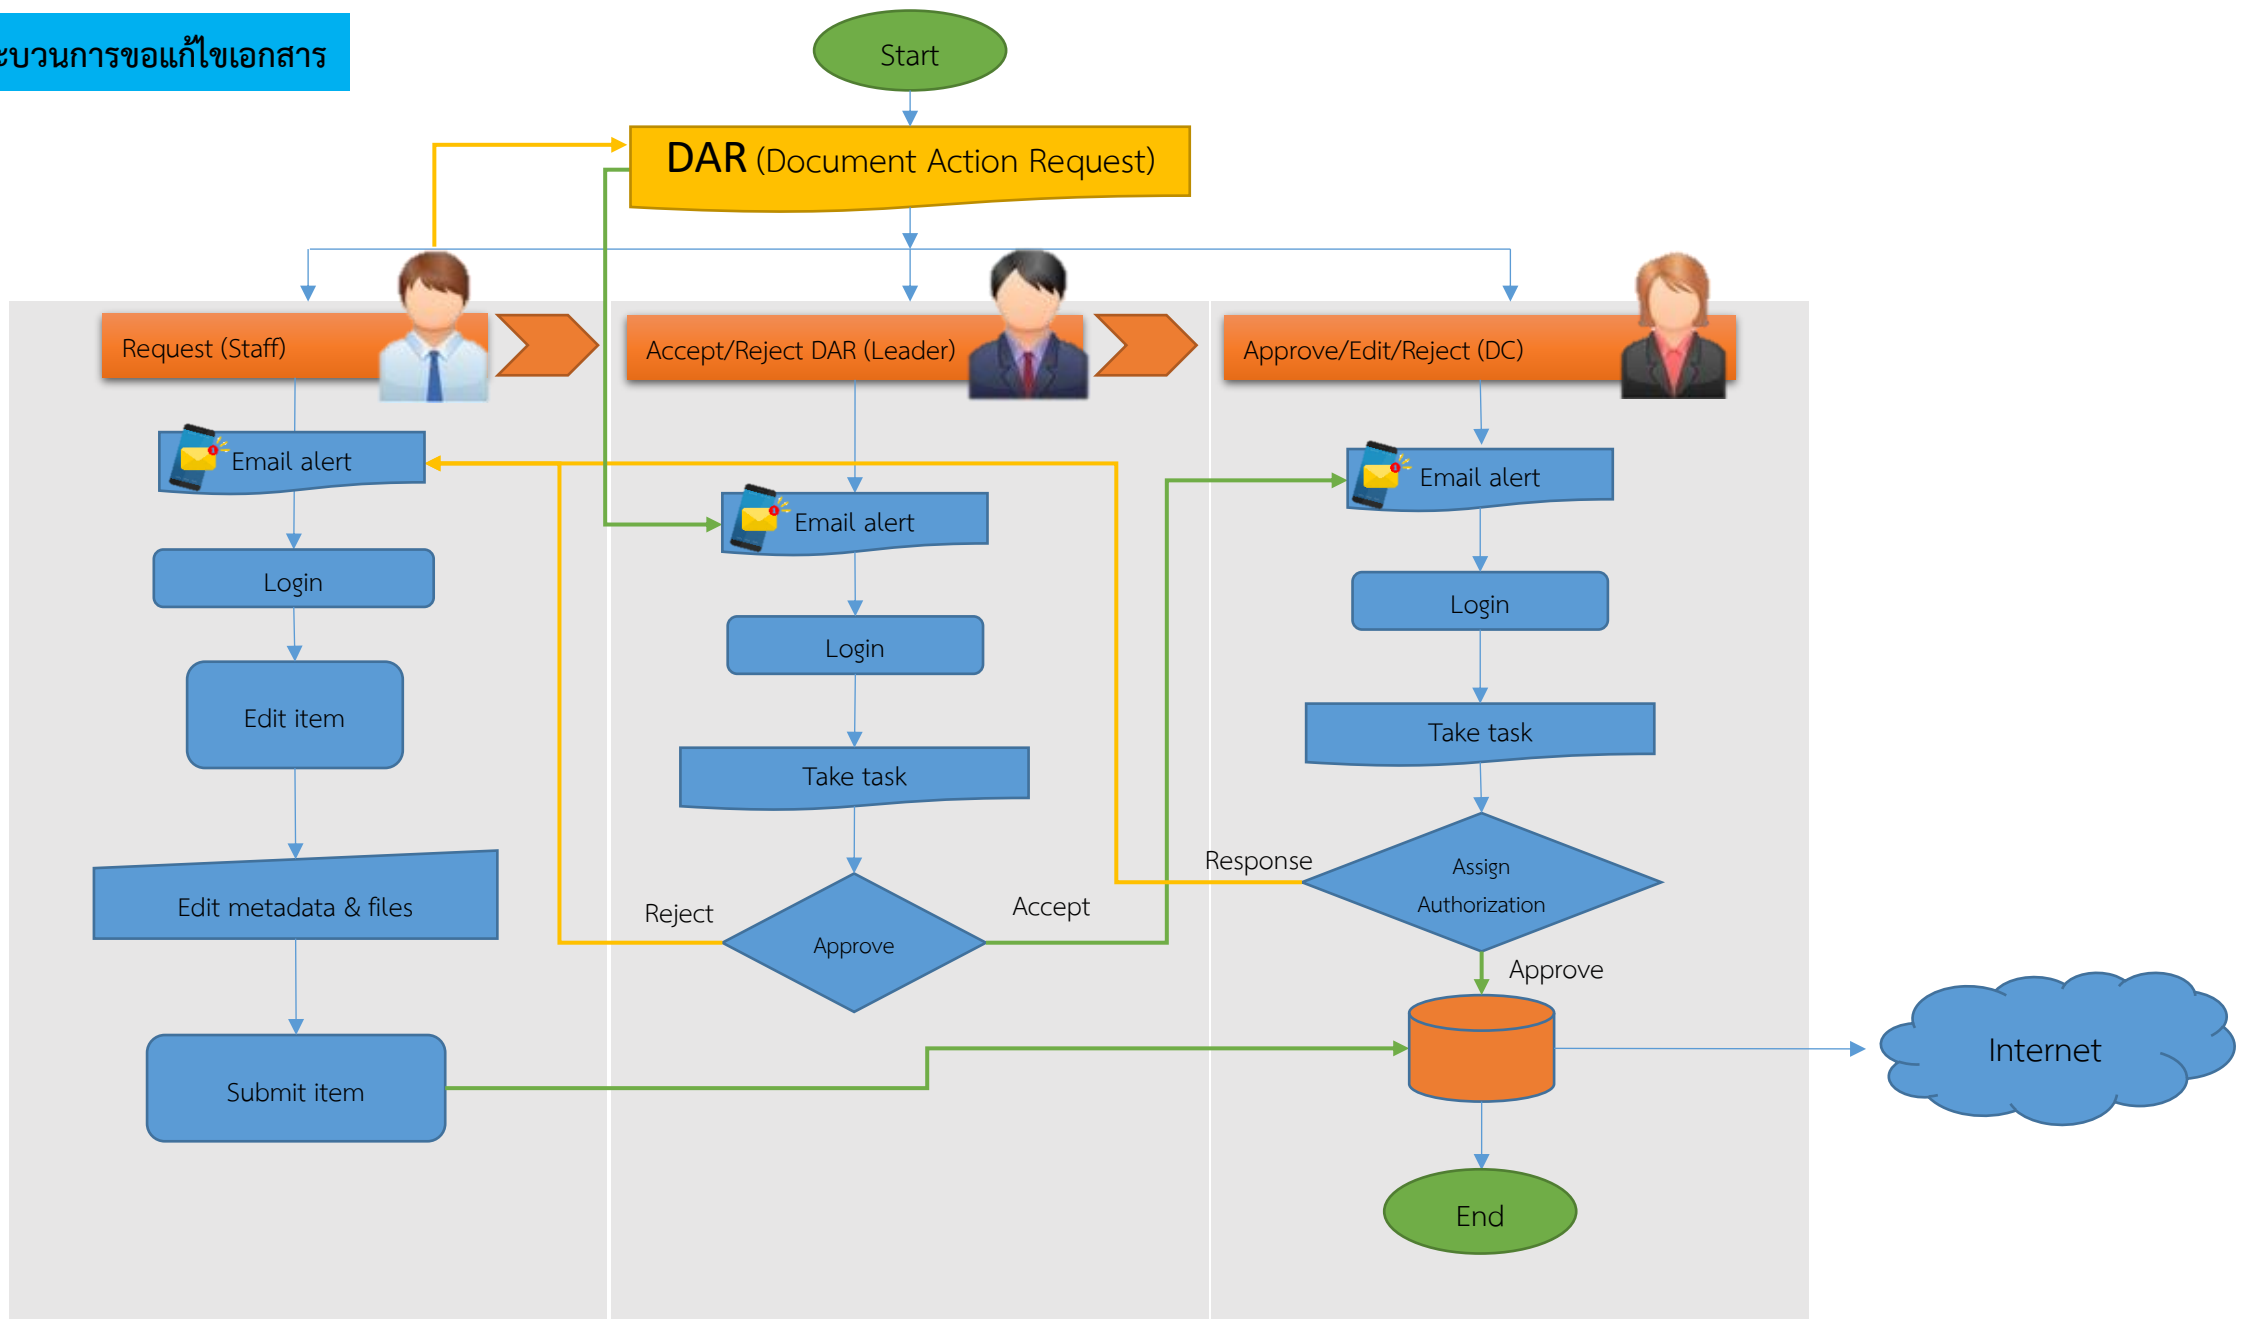 ะบวนการขอแก้ไขเอกสาร
Start
DAR (Document Action Request)
Request (Staff)
Accept/Reject DAR (Leader)
Approve/Edit/Reject (DC)
Email alert
Email alert
Email alert
Login
Login
Login
Edit item
Take task
Take task
Edit metadata & files
Reject
Approve
Accept
Response
Assign
Authorization
Approve
Submit item
Internet
End